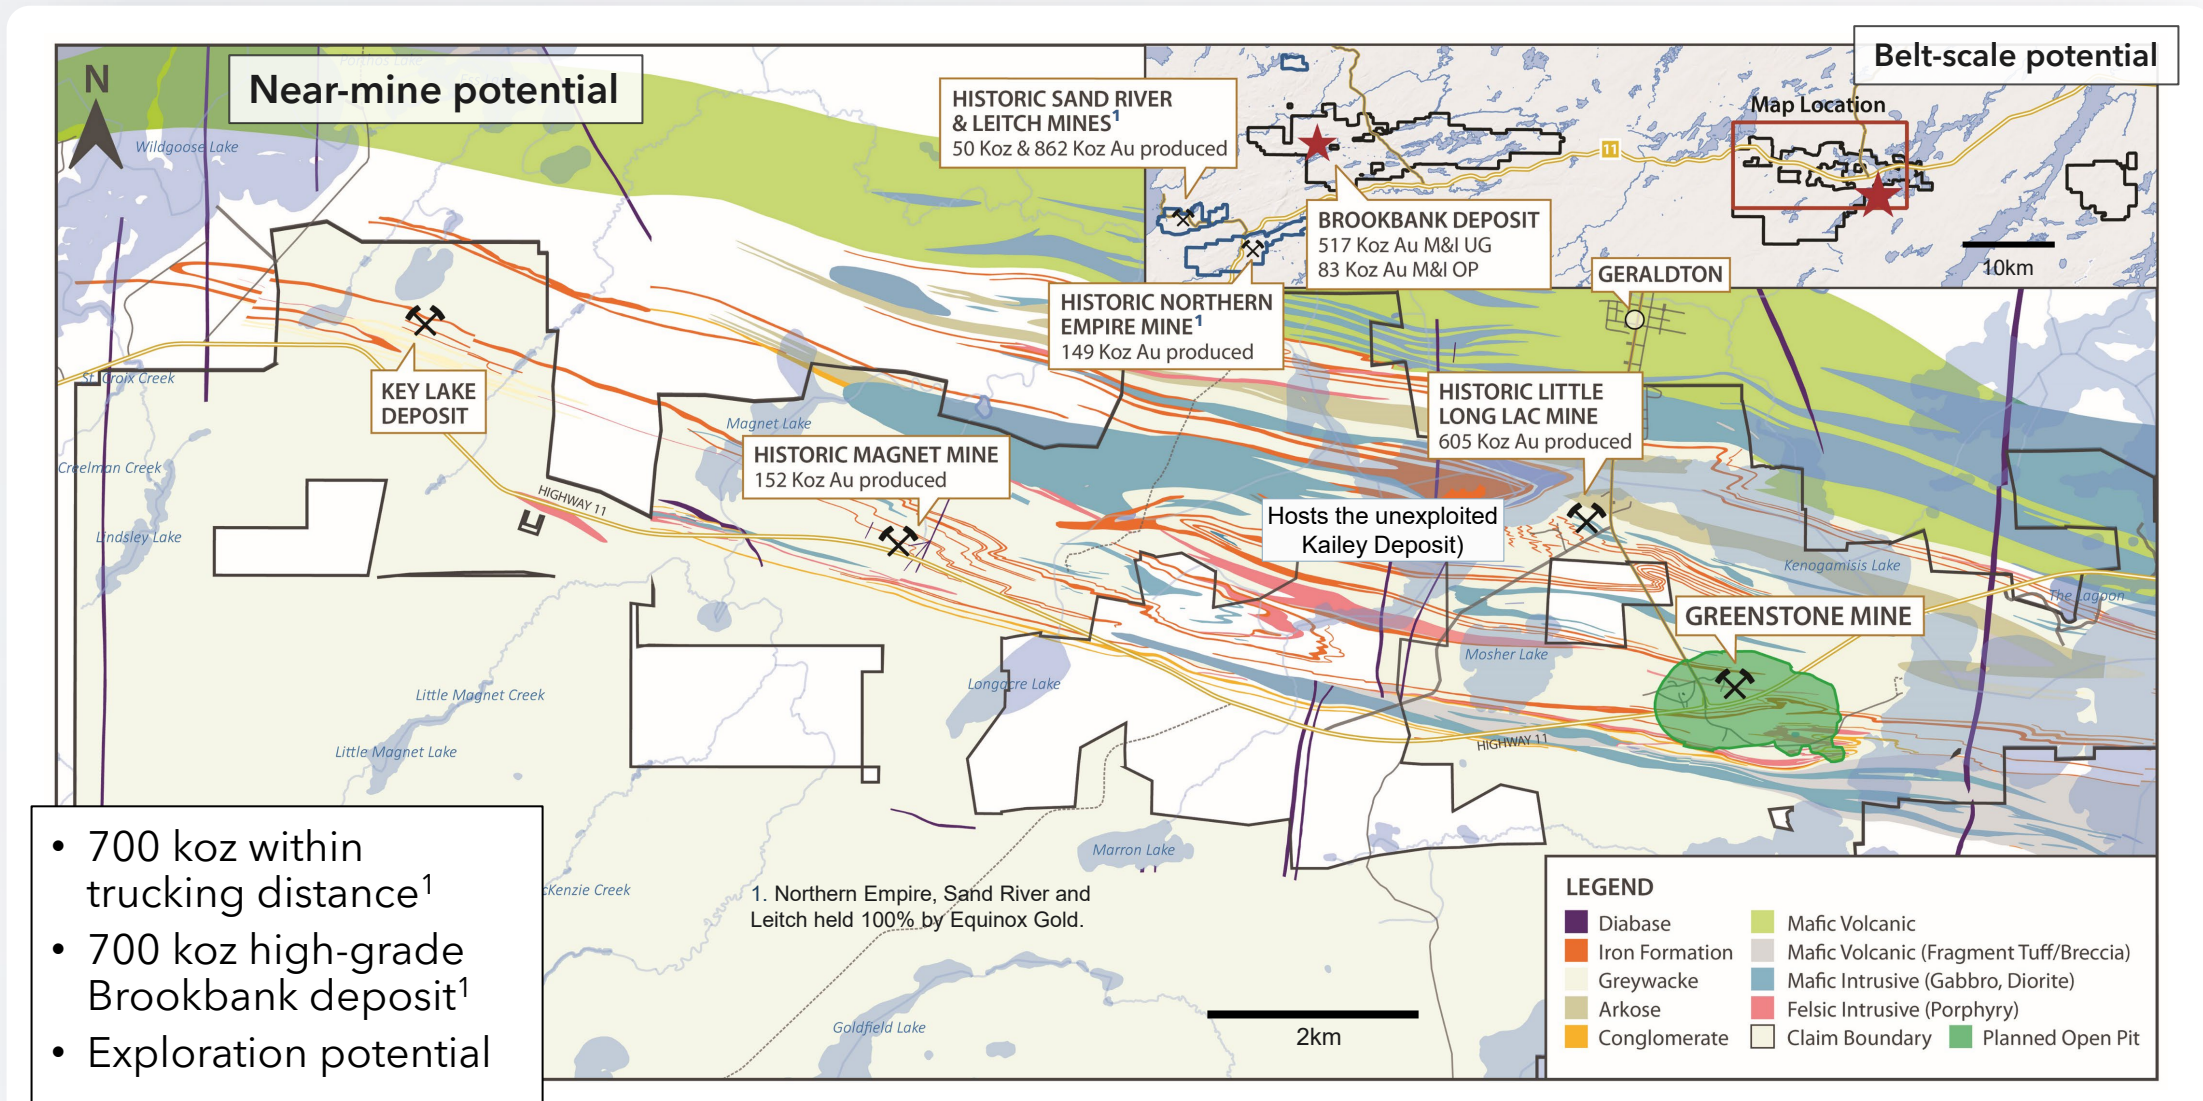 Near-mine potential
Belt-scale potential
N
Wildgoose Lake
HISTORIC SAND RIVER
& LEITCH MINES1
50 Koz & 862 Koz Au produced
Map Location
11
BROOKBANK DEPOSIT
517 Koz Au M&I UG
83 Koz Au M&I OP
10km
GERALDTON
HISTORIC NORTHERN
EMPIRE MINE1
149 Koz Au produced
St. Croix Creek
KEY LAKE
DEPOSIT
HISTORIC LITTLE
LONG LAC MINE
605 Koz Au produced
Magnet Lake
HISTORIC MAGNET MINE
152 Koz Au produced
Creelman Creek
HIGHWAY 11
Lindsley Lake
Hosts the unexploited
Kailey Deposit)
Kenogamisis Lake
The Lagoon
GREENSTONE MINE
Mosher Lake
Longacre Lake
Little Magnet Creek
Little Magnet Lake
HIGHWAY 11
Marron Lake
cKenzie Creek
Goldfield Lake
• 700 koz within
trucking distance1
• 700 koz high-grade
Brookbank deposit1
• Exploration potential
1. Northern Empire, Sand River and
Leitch held 100% by Equinox Gold.
2km
LEGEND
Diabase
Iron Formation
Greywacke
Arkose
Conglomerate
Mafic Volcanic
Mafic Volcanic (Fragment Tuff/Breccia)
Mafic Intrusive (Gabbro, Diorite)
Felsic Intrusive (Porphyry)
Claim Boundary
Planned Open Pit